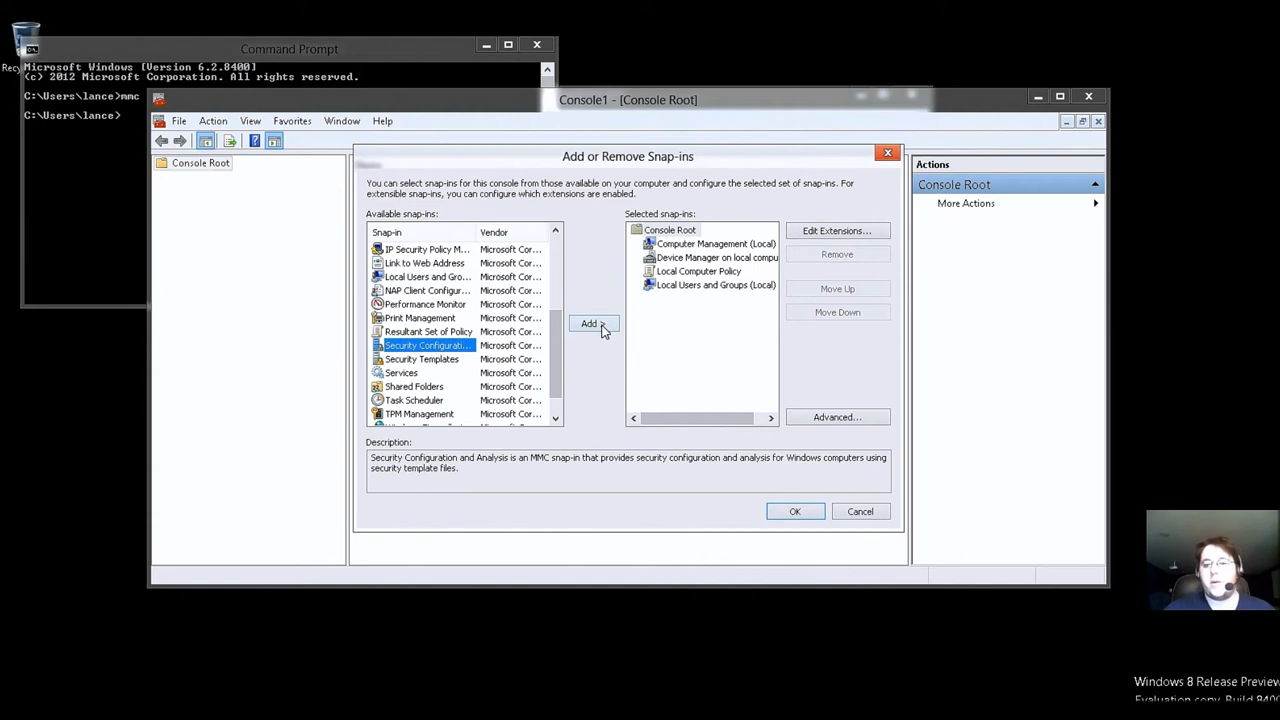 Command Prompt
Microsoft Windows [Version 6.2.8400]
(c) 2012 Microsoft Corporation. All rights reserved.
C:\Users\lance>mmc
C:\Users\lance>
Console1 - [Console Root]
File Action View Favorites Window Help
Console Root
Add or Remove Snap-ins
You can select snap-ins for this console from those available on your computer and configure the selected set of snap-ins. For
extensible snap-ins, you can configure which extensions are enabled.
Available snap-ins:
Snap-in Vendor
IP Security Policy M... Microsoft Cor...
Link to Web Address Microsoft Cor...
Local Users and Gro... Microsoft Cor...
NAP Client Configur... Microsoft Cor...
Performance Monitor Microsoft Cor...
Print Management Microsoft Cor...
Resultant Set of Policy Microsoft Cor...
Security Configurati... Microsoft Cor...
Security Templates Microsoft Cor...
Services Microsoft Cor...
Shared Folders Microsoft Cor...
Task Scheduler Microsoft Cor...
TPM Management Microsoft Cor...
Add >
Selected snap-ins:
Console Root
Computer Management (Local)
Device Manager on local compu
Local Computer Policy
Local Users and Groups (Local)
Edit Extensions...
Remove
Move Up
Move Down
Advanced...
Description:
Security Configuration and Analysis is an MMC snap-in that provides security configuration and analysis for Windows computers using
security template files.
OK Cancel
Actions
Console Root
More Actions
Windows 8 Release Preview
Evaluation copy. Build 8400